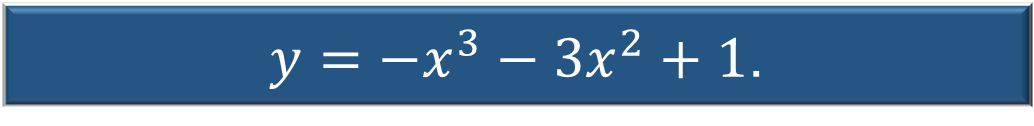 y = −x³ − 3x² + 1.